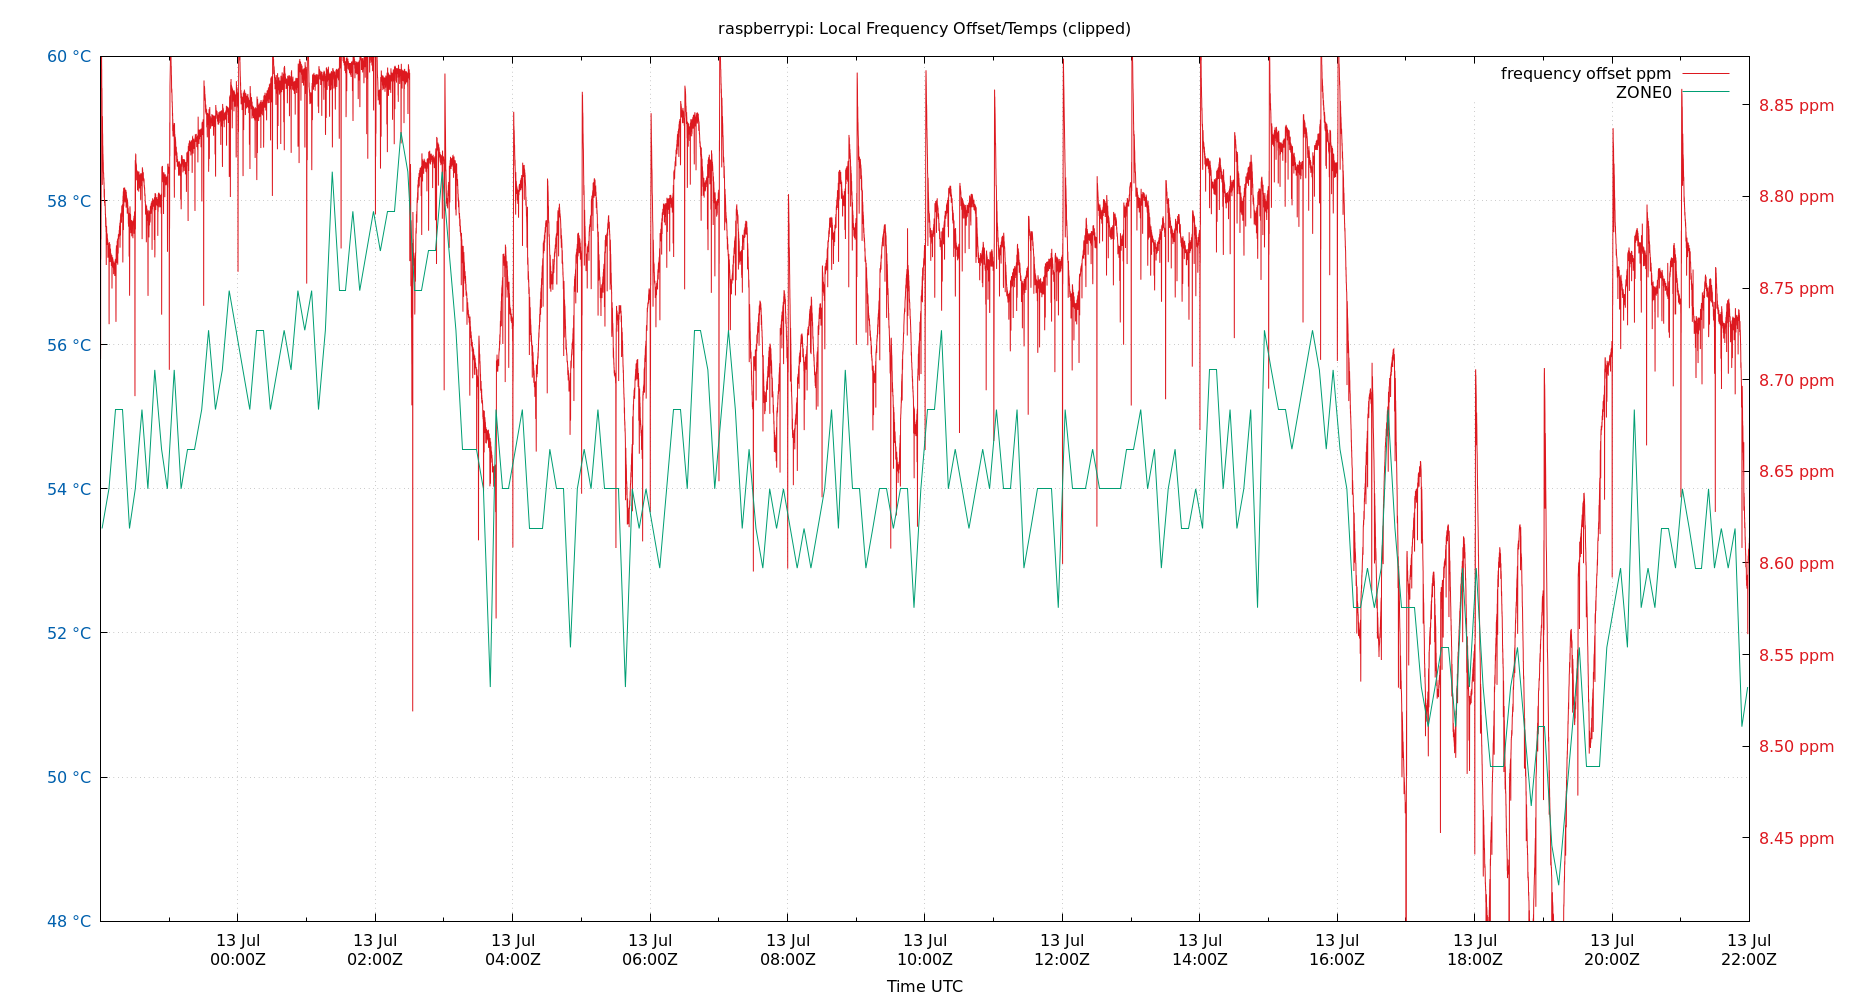 raspberrypi: Local Frequency Offset/Temps (clipped)
frequency offset ppm
ZONE0
60 °C
58 °C
56 °C
54 °C
52 °C
50 °C
48 °C
8.85 ppm
8.80 ppm
8.75 ppm
8.70 ppm
8.65 ppm
8.60 ppm
8.55 ppm
8.50 ppm
8.45 ppm
13 Jul 13 Jul 13 Jul 13 Jul 13 Jul 13 Jul 13 Jul 13 Jul 13 Jul 13 Jul 13 Jul 13 Jul
00:00Z 02:00Z 04:00Z 06:00Z 08:00Z 10:00Z 12:00Z 14:00Z 16:00Z 18:00Z 20:00Z 22:00Z
Time UTC